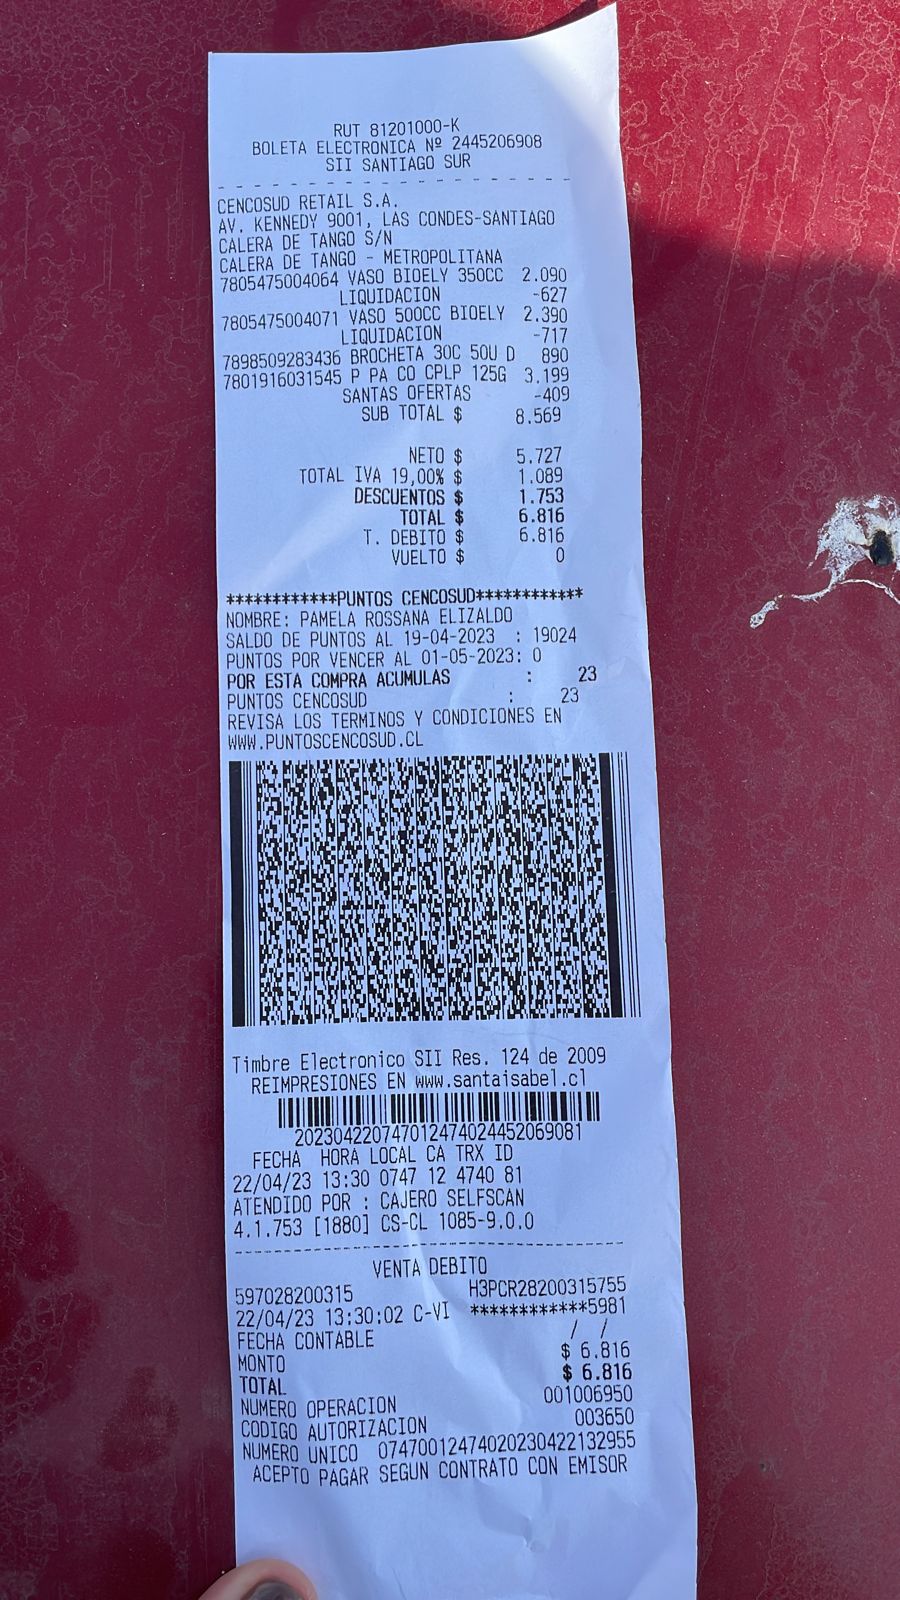 RUT 81201000-K
BOLETA ELECTRONICA Nº 2445206908
SII SANTIAGO SUR
CENCOSUD RETAIL S.A.
AV. KENNEDY 9001, LAS CONDES-SANTIAGO
CALERA DE TANGO S/N
CALERA DE TANGO - METROPOLITANA
7805475004064 VASO BIOELY 350CC 2.090
LIQUIDACION -627
7805475004071 VASO 500CC BIOELY 2.390
LIQUIDACION -717
7898509283436 BROCHETA 30C 50U D 890
7801916031545 P PA CO CPLP 125G 3.199
SANTAS OFERTAS -409
SUB TOTAL $ 8.569
NETO $ 5.727
TOTAL IVA 19,00% $ 1.089
DESCUENTOS $ 1.753
TOTAL $ 6.816
T. DEBITO $ 6.816
VUELTO $ 0
************PUNTOS CENCOSUD************
NOMBRE: PAMELA ROSSANA ELIZALDO
SALDO DE PUNTOS AL 19-04-2023 : 19024
PUNTOS POR VENCER AL 01-05-2023: 0
POR ESTA COMPRA ACUMULAS : 23
PUNTOS CENCOSUD : 23
REVISA LOS TERMINOS Y CONDICIONES EN
WWW.PUNTOSCENCOSUD.CL
Timbre Electronico SII Res. 124 de 2009
REIMPRESIONES EN www.santaisabel.cl
2023042207470124740244520690​81
FECHA HORA LOCAL CA TRX ID
22/04/23 13:30 0747 12 4740 81
ATENDIDO POR : CAJERO SELFSCAN
4.1.753 [1880] CS-CL 1085-9.0.0
VENTA DEBITO
597028200315 H3PCR28200315755
22/04/23 13:30:02 C-VI ************5981
FECHA CONTABLE / /
MONTO $ 6.816
TOTAL $ 6.816
NUMERO OPERACION 001006950
CODIGO AUTORIZACION 003650
NUMERO UNICO 07470012474020230422132955
ACEPTO PAGAR SEGUN CONTRATO CON EMISOR